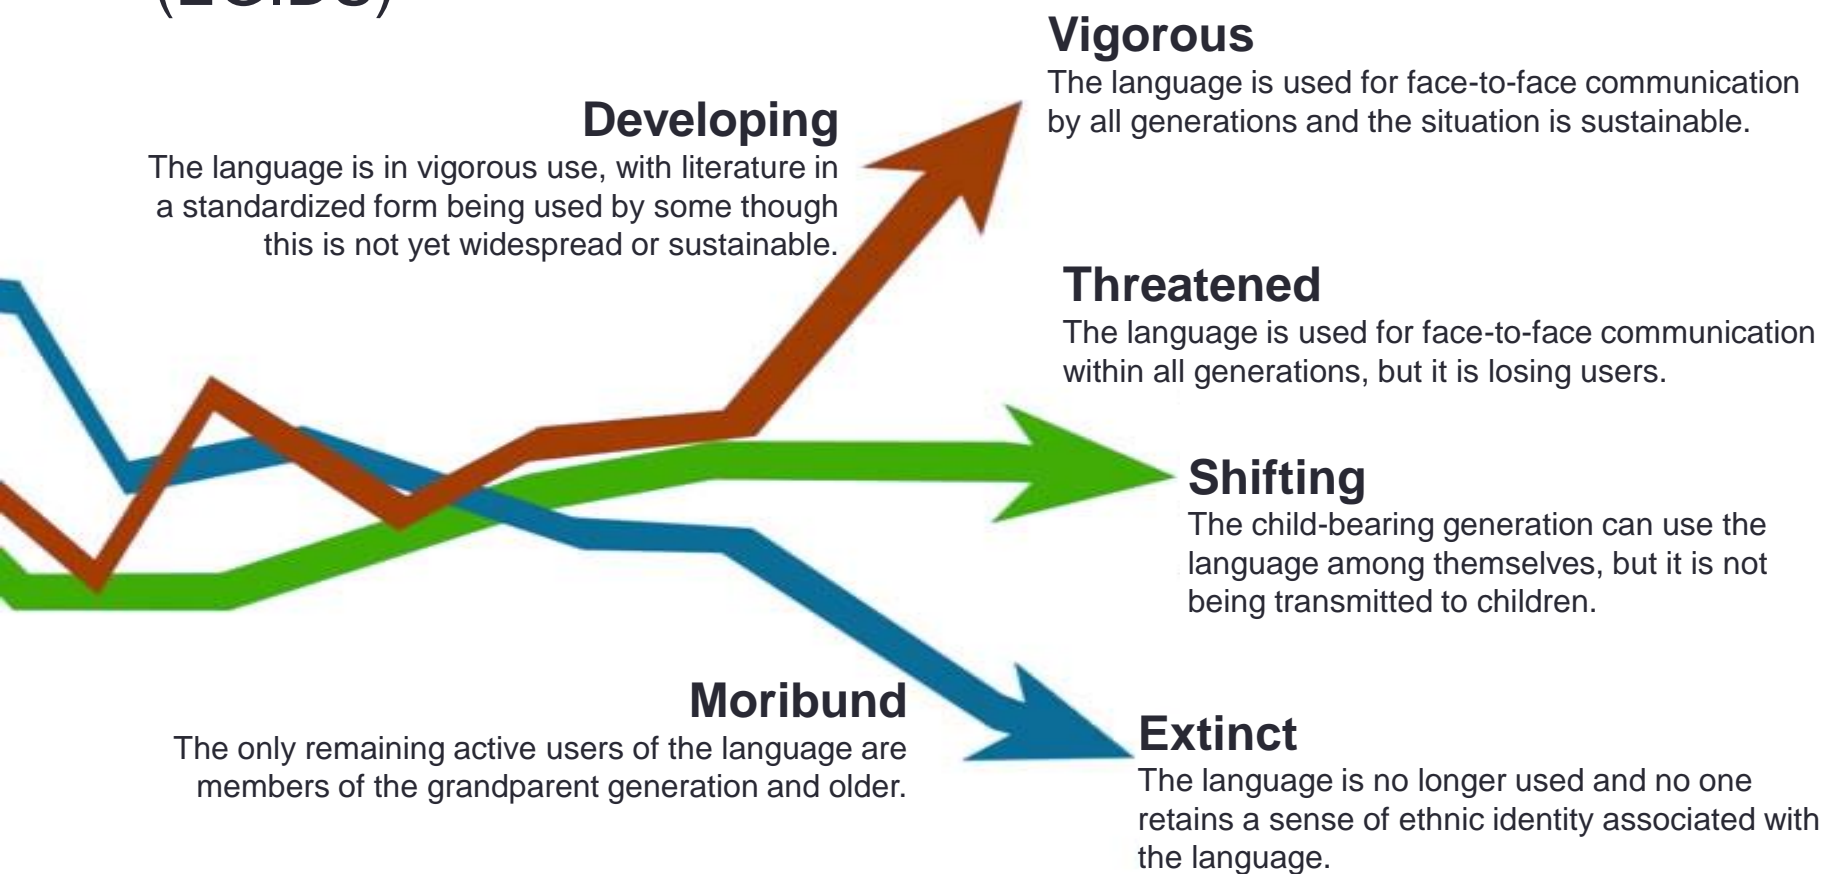 (EGIDS)
Vigorous
The language is used for face-to-face communication
by all generations and the situation is sustainable.
Developing
The language is in vigorous use, with literature in
a standardized form being used by some though
this is not yet widespread or sustainable.
Threatened
The language is used for face-to-face communication
within all generations, but it is losing users.
Shifting
The child-bearing generation can use the
language among themselves, but it is not
being transmitted to children.
Moribund
The only remaining active users of the language are
members of the grandparent generation and older.
Extinct
The language is no longer used and no one
retains a sense of ethnic identity associated with
the language.